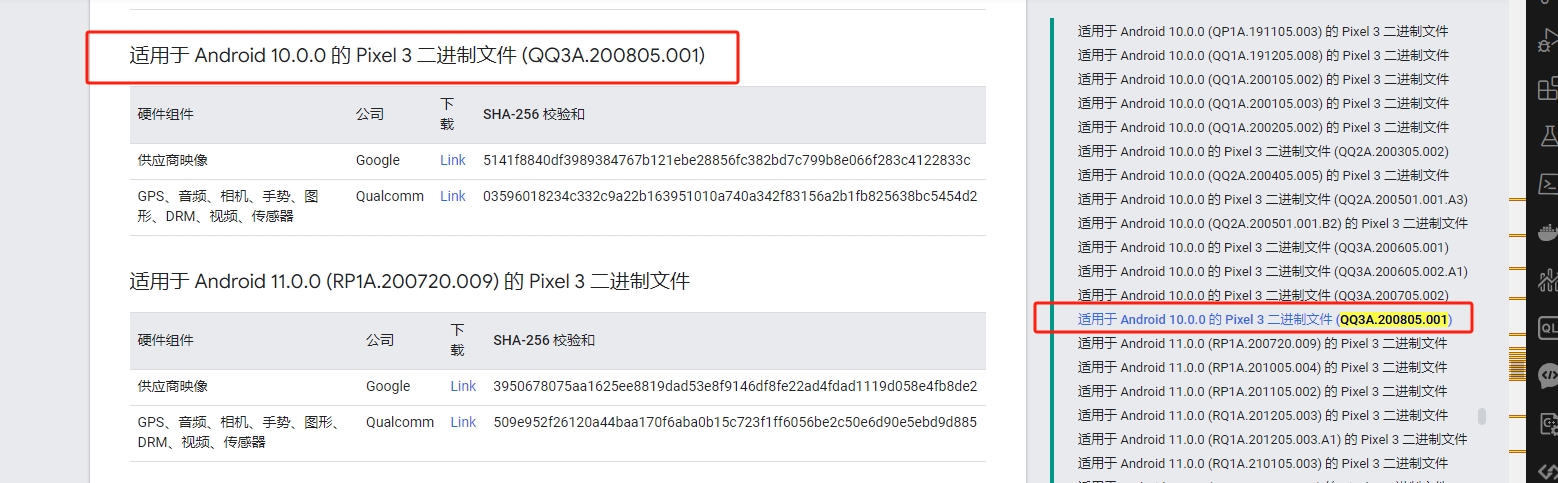 适用于 Android 10.0.0 的 Pixel 3 二进制文件 (QQ3A.200805.001)
硬件组件 公司 下载 SHA-256 校验和
供应商映像 Google Link 5141f8840df3989384767b121ebe28856fc382bd7c799b8e066f283c4122833c
GPS、音频、相机、手势、图 Qualcomm Link 03596018234c332c9a22b163951010a740a342f83156a2b1fb825638bc5454d2
形、DRM、视频、传感器
适用于 Android 11.0.0 (RP1A.200720.009) 的 Pixel 3 二进制文件
硬件组件 公司 下载 SHA-256 校验和
供应商映像 Google Link 3950678075aa1625ee8819dad53e8f9146df8fe22ad4fdad1119d058e4fb8de2
GPS、音频、相机、手势、图形、 Qualcomm Link 509e952f26120a44baa170f6aba0b15c723f1ff6056be2c50e6d90e5ebd9d885
DRM、视频、传感器
适用于 Android 10.0.0 (QP1A.191105.003) 的 Pixel 3 二进制文件
适用于 Android 10.0.0 (QQ1A.191205.008) 的 Pixel 3 二进制文件
适用于 Android 10.0.0 (QQ1A.200105.002) 的 Pixel 3 二进制文件
适用于 Android 10.0.0 (QQ1A.200105.003) 的 Pixel 3 二进制文件
适用于 Android 10.0.0 (QQ1A.200205.002) 的 Pixel 3 二进制文件
适用于 Android 10.0.0 的 Pixel 3 二进制文件 (QQ2A.200305.002)
适用于 Android 10.0.0 的 Pixel 3 二进制文件 (QQ2A.200405.005)
适用于 Android 10.0.0 的 Pixel 3 二进制文件 (QQ2A.200501.001.A3)
适用于 Android 10.0.0 (QQ2A.200501.001.B2) 的 Pixel 3 二进制文件
适用于 Android 10.0.0 的 Pixel 3 二进制文件 (QQ3A.200605.001)
适用于 Android 10.0.0 的 Pixel 3 二进制文件 (QQ3A.200605.002.A1)
适用于 Android 10.0.0 的 Pixel 3 二进制文件 (QQ3A.200705.002)
适用于 Android 10.0.0 的 Pixel 3 二进制文件 (QQ3A.200805.001)
适用于 Android 11.0.0 (RP1A.200720.009) 的 Pixel 3 二进制文件
适用于 Android 11.0.0 (RP1A.201005.004) 的 Pixel 3 二进制文件
适用于 Android 11.0.0 (RP1A.201105.002) 的 Pixel 3 二进制文件
适用于 Android 11.0.0 (RQ1A.201205.003) 的 Pixel 3 二进制文件
适用于 Android 11.0.0 (RQ1A.201205.003.A1) 的 Pixel 3 二进制文件
适用于 Android 11.0.0 (RQ1A.210105.003) 的 Pixel 3 二进制文件
QL